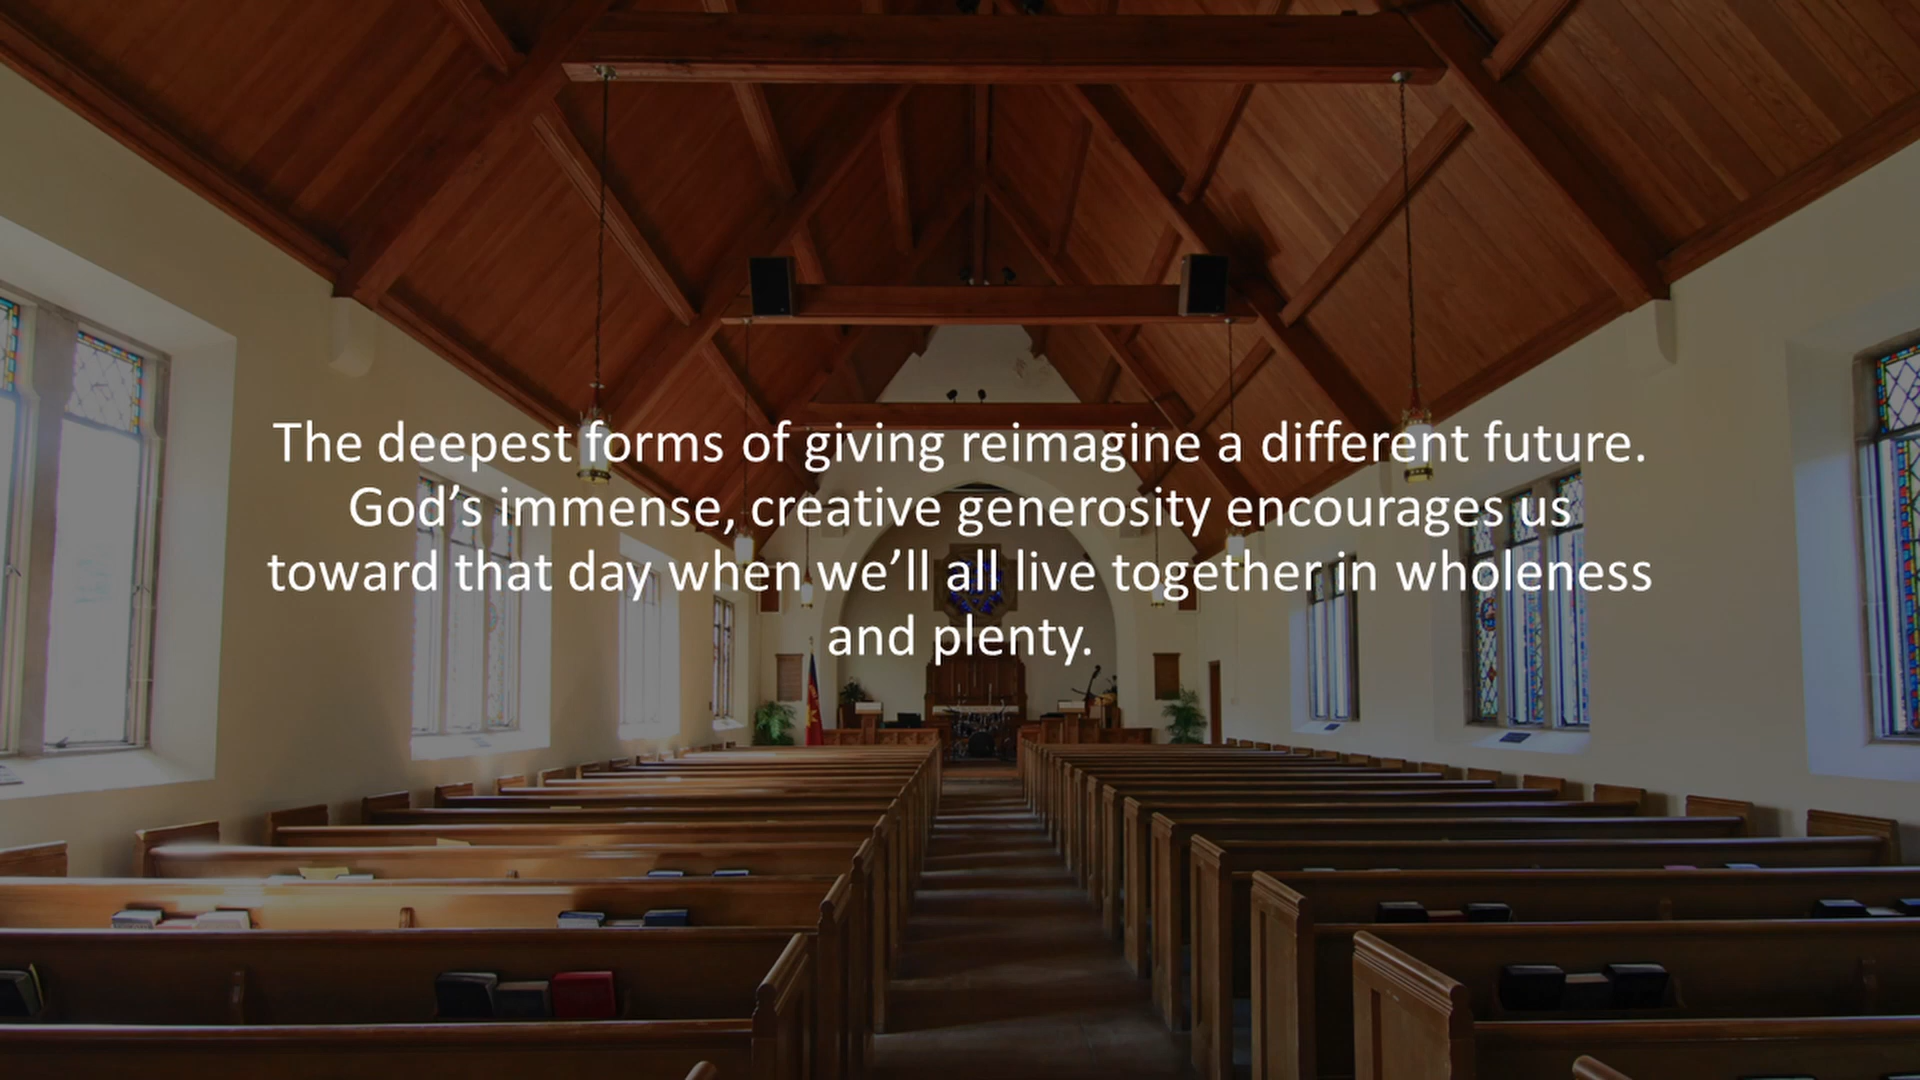 The deepest forms of giving reimagine a different future.
God’s immense, creative generosity encourages us
toward that day when we’ll all live together in wholeness
and plenty.